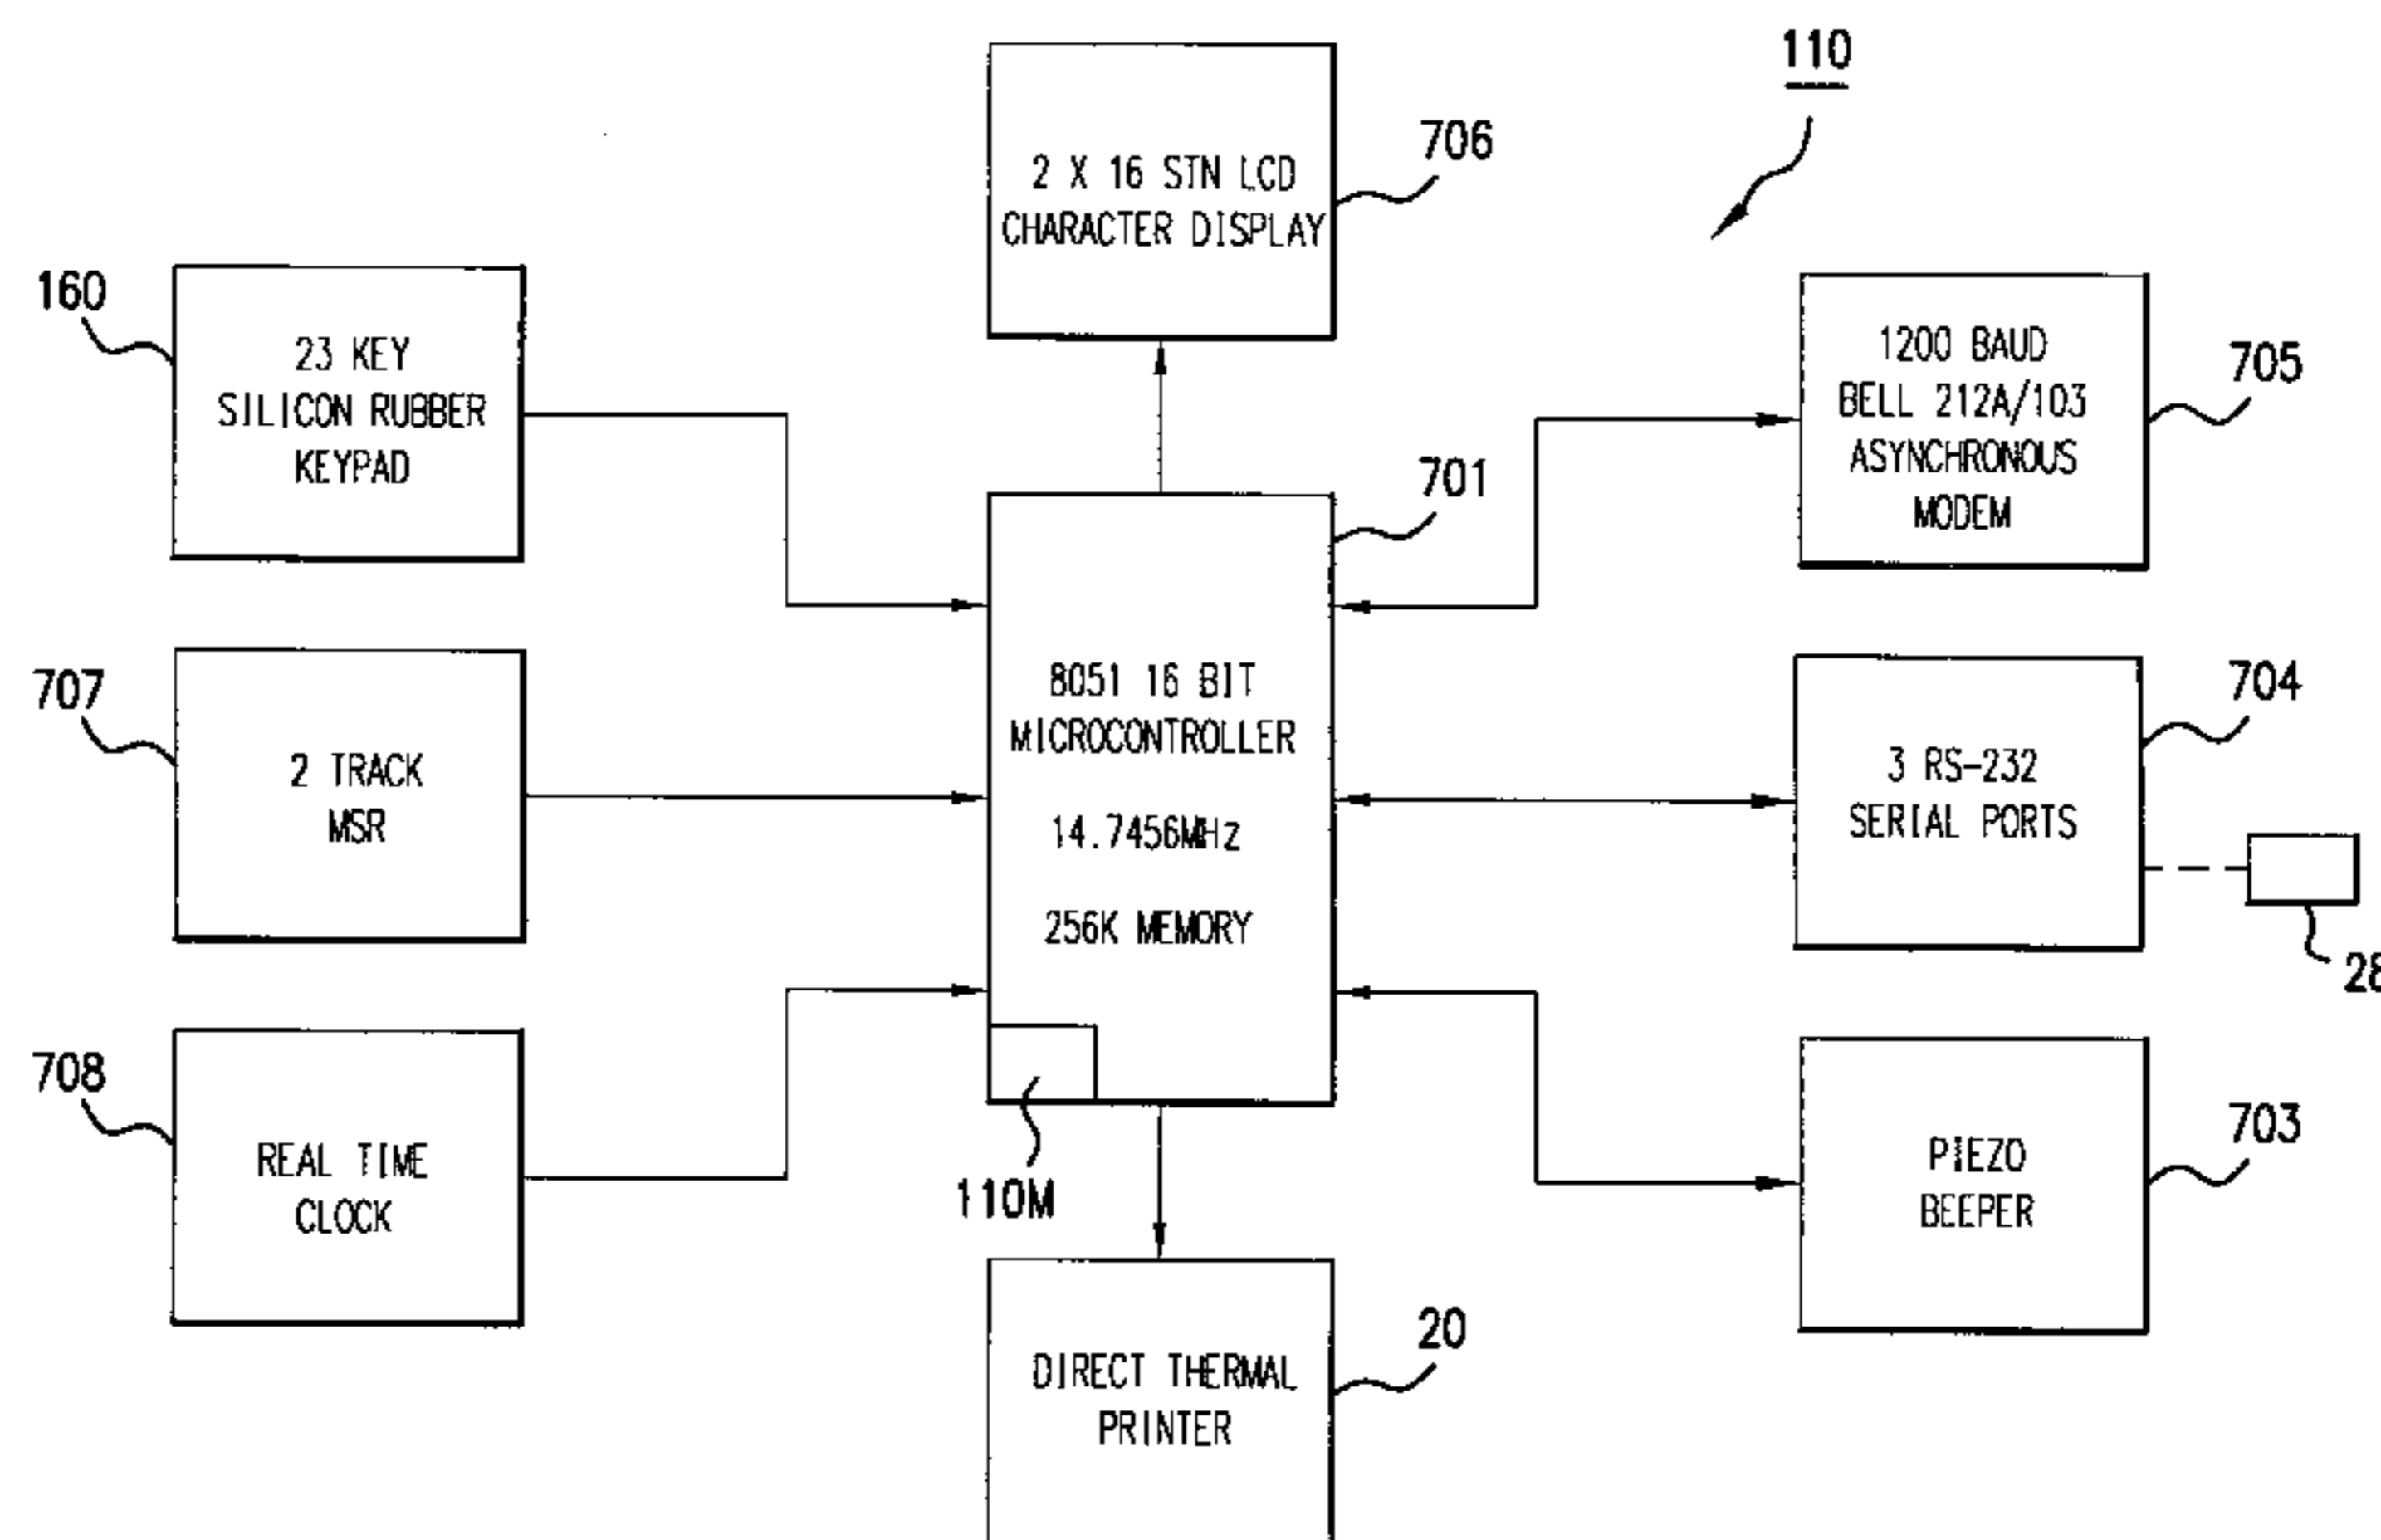 110
706
2 X 16 STN LCD
CHARACTER DISPLAY
160
23 KEY
SILICON RUBBER
KEYPAD
705
1200 BAUD
BELL 212A/103
ASYNCHRONOUS
MODEM
701
8051 16 BIT
MICROCONTROLLER
14.7456MHz
256K MEMORY
707
2 TRACK
MSR
704
3 RS-232
SERIAL PORTS
28
708
REAL TIME
CLOCK
110M
703
PIEZO
BEEPER
20
DIRECT THERMAL
PRINTER